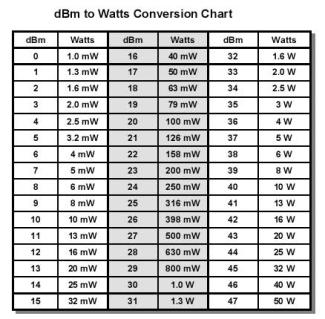 dBm to Watts Conversion Chart
dBm Watts dBm Watts dBm Watts
0 1.0 mW 16 40 mW 32 1.6 W
1 1.3 mW 17 50 mW 33 2.0 W
2 1.6 mW 18 63 mW 34 2.5 W
3 2.0 mW 19 79 mW 35 3 W
4 2.5 mW 20 100 mW 36 4 W
5 3.2 mW 21 126 mW 37 5 W
6 4 mW 22 158 mW 38 6 W
7 5 mW 23 200 mW 39 8 W
8 6 mW 24 250 mW 40 10 W
9 8 mW 25 316 mW 41 13 W
10 10 mW 26 398 mW 42 16 W
11 13 mW 27 500 mW 43 20 W
12 16 mW 28 630 mW 44 25 W
13 20 mW 29 800 mW 45 32 W
14 25 mW 30 1.0 W 46 40 W
15 32 mW 31 1.3 W 47 50 W